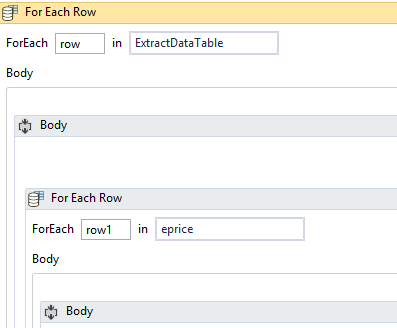 For Each Row
ForEach row in ExtractDataTable
Body
Body
For Each Row
ForEach row1 in eprice
Body
Body